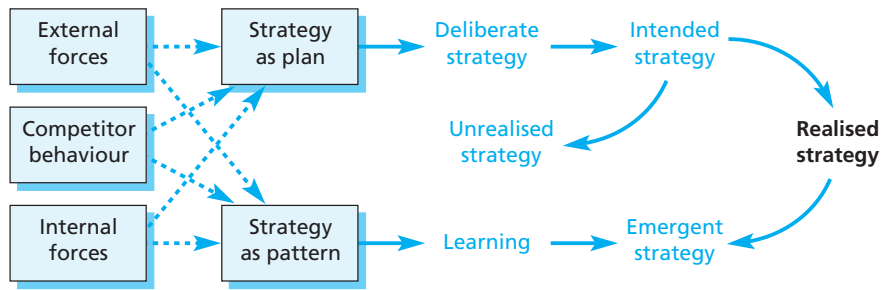 External
forces
Strategy
as plan
Deliberate
strategy
Intended
strategy
Competitor
behaviour
Unrealised
strategy
Realised
strategy
Internal
forces
Strategy
as pattern
Learning
Emergent
strategy